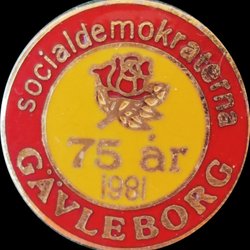 socialdemokraterna
75 år
1981
GÄVLEBORG